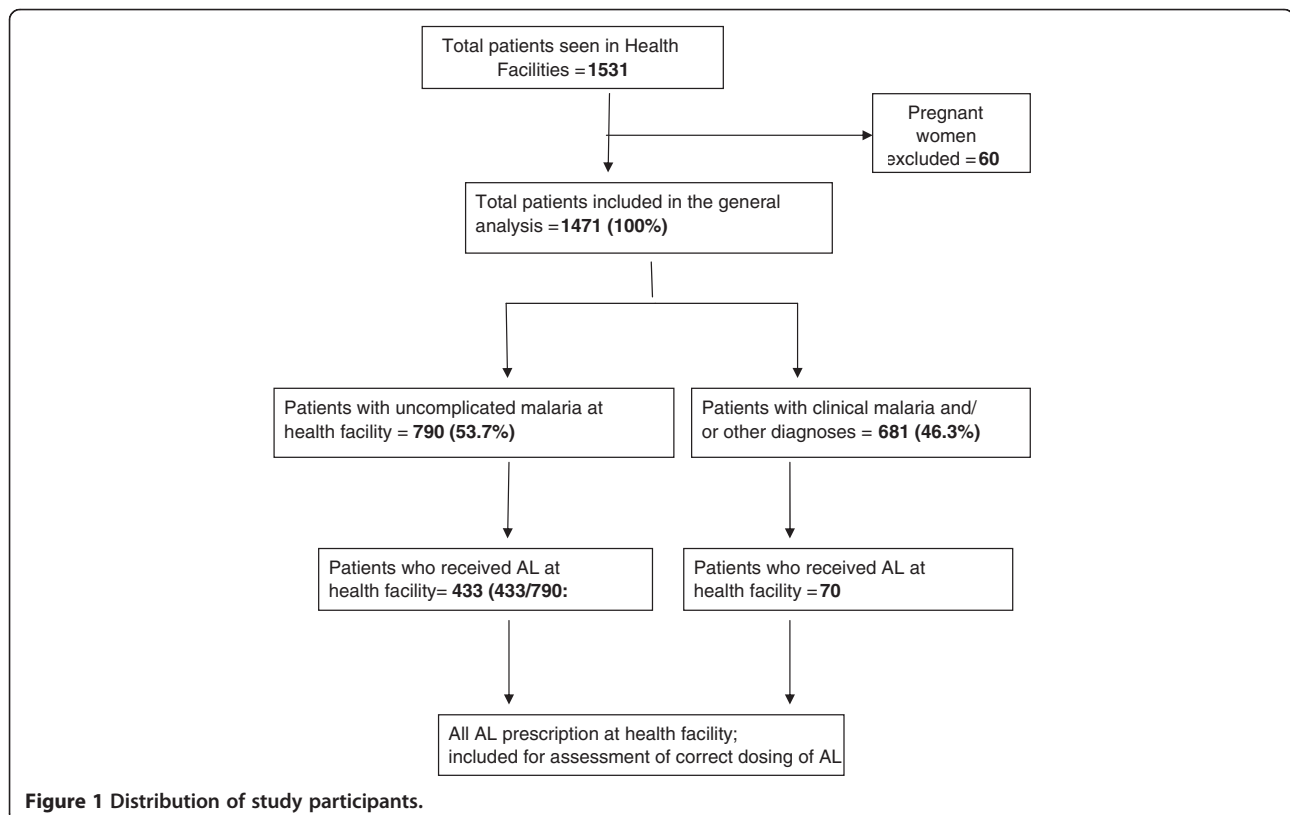 Total patients seen in Health
Facilities =1531
Pregnant
women
excluded =60
Total patients included in the general
analysis =1471 (100%)
Patients with uncomplicated malaria at
health facility = 790 (53.7%)
Patients with clinical malaria and/
or other diagnoses = 681 (46.3%)
Patients who received AL at
health facility= 433 (433/790:
Patients who received AL at
health facility =70
All AL prescription at health facility;
included for assessment of correct dosing of AL
Figure 1 Distribution of study participants.